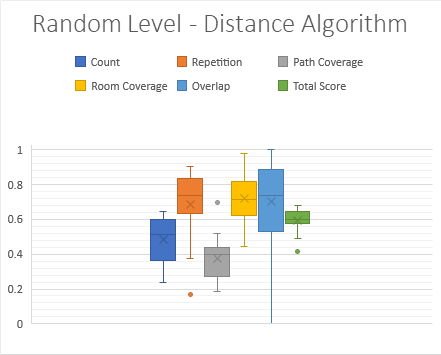 Random Level - Distance Algorithm
Count Repetition Path Coverage
Room Coverage Overlap Total Score
1
0.8
0.6
0.4
0.2
0